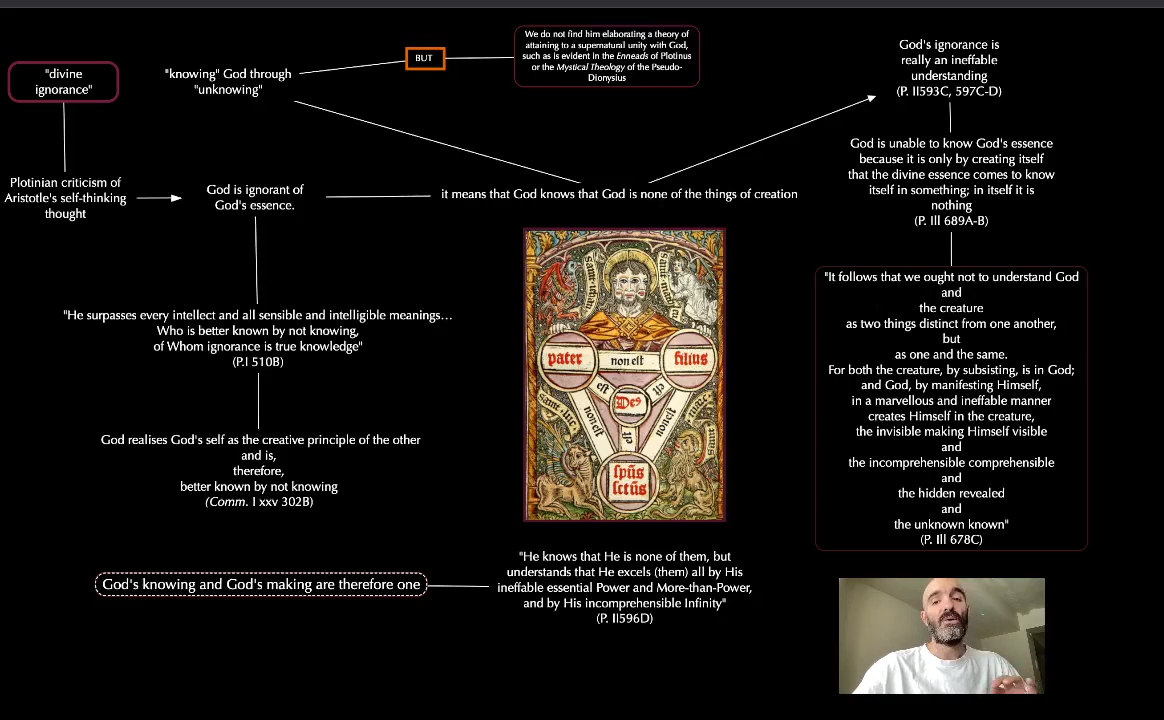 "divine
ignorance"
"knowing" God through
"unknowing"
BUT
We do not find him elaborating a theory of
attaining to a supernatural unity with God,
such as is evident in the Enneads of Plotinus
or the Mystical Theology of the Pseudo-
Dionysius
God's ignorance is
really an ineffable
understanding
(P. II593C, 597C-D)
Plotinian criticism of
Aristotle's self-thinking
thought
God is ignorant of
God's essence.
it means that God knows that God is none of the things of creation
God is unable to know God's essence
because it is only by creating itself
that the divine essence comes to know
itself in something; in itself it is
nothing
(P. Ill 689A-B)
"He surpasses every intellect and all sensible and intelligible meanings…
Who is better known by not knowing,
of Whom ignorance is true knowledge"
(P.I 510B)
God realises God's self as the creative principle of the other
and is,
therefore,
better known by not knowing
(Comm. I xxv 302B)
pater
non est
filius
est
est
Des
non est
est
non est
spūs
sctūs
"It follows that we ought not to understand God
and
the creature
as two things distinct from one another,
but
as one and the same.
For both the creature, by subsisting, is in God;
and God, by manifesting Himself,
in a marvellous and ineffable manner
creates Himself in the creature,
the invisible making Himself visible
and
the incomprehensible comprehensible
and
the hidden revealed
and
the unknown known"
(P. Ill 678C)
God's knowing and God's making are therefore one
"He knows that He is none of them, but
understands that He excels (them) all by His
ineffable essential Power and More-than-Power,
and by His incomprehensible Infinity"
(P. II596D)